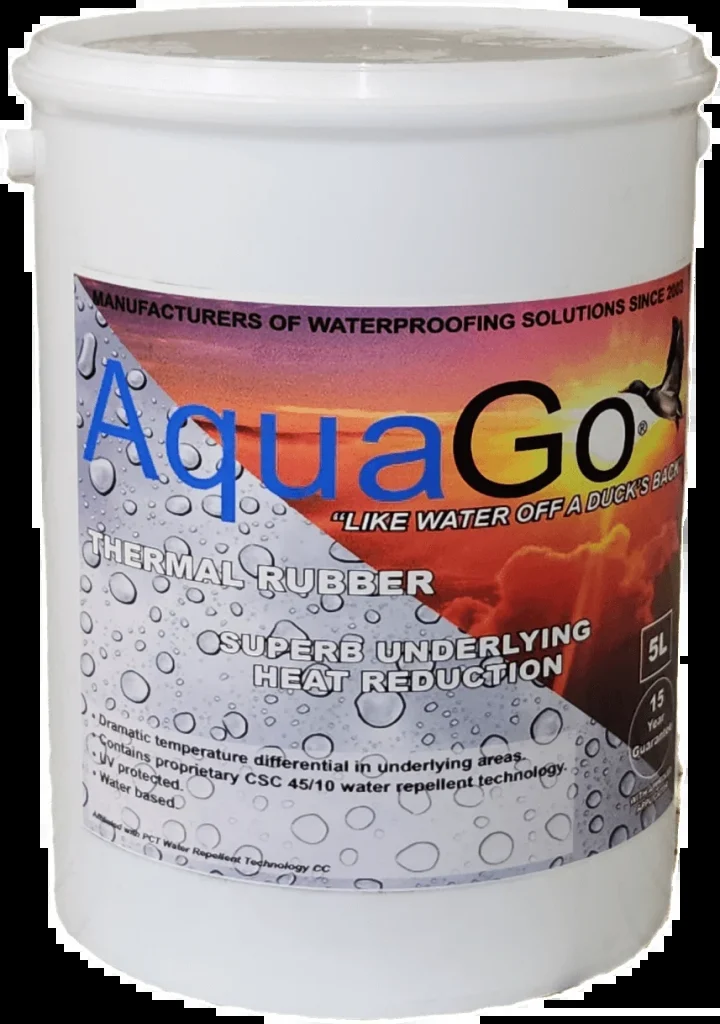 MANUFACTURERS OF WATERPROOFING SOLUTIONS SINCE 2003
AquaGo®
"LIKE WATER OFF A DUCK'S BACK"
THERMAL RUBBER
SUPERB UNDERLYING
HEAT REDUCTION
5L
15
Year
Guarantee
• Dramatic temperature differential in underlying areas.
• Contains proprietary CSC 45/10 water repellent technology.
• UV protected.
• Water based.
Affiliated with PCT Water Repellent Technology CC